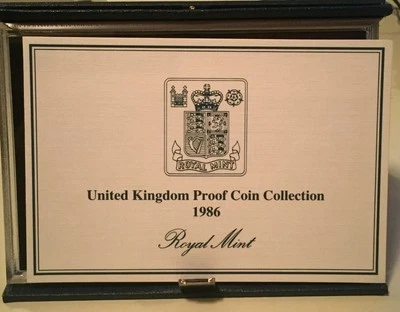 ROYAL MINT
United Kingdom Proof Coin Collection
1986
Royal Mint